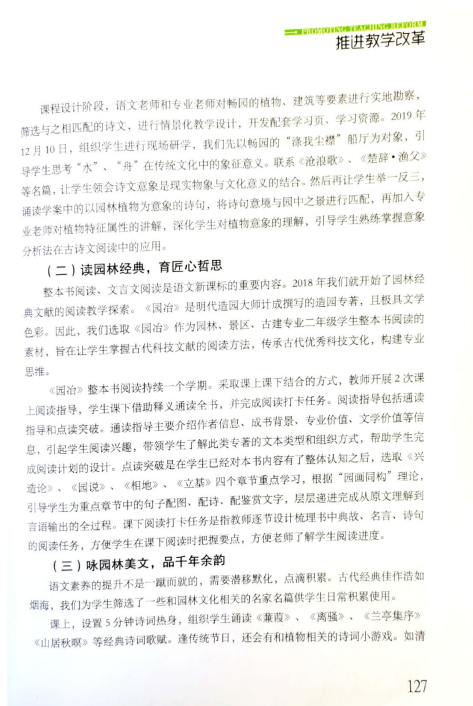 PROMOTING TEACHING REFORM
推进教学改革
课程设计阶段，语文老师和专业老师对畅园的植物、建筑等要素进行实地勘察，
筛选与之相匹配的诗文，进行情景化教学设计，开发配套学习页、学习资源。2019 年
12 月 10 日，组织学生进行现场研学，我们先以畅园的“涤我尘襟”船厅为对象，引
导学生思考“水”、“舟”在传统文化中的象征意义。联系《沧浪歌》、《楚辞·渔父》
等名篇，让学生领会诗文意象是现实物象与文化意义的结合。然后再让学生举一反三，
诵读学案中的以园林植物为意象的诗句，将诗句意境与园中之景进行匹配，再加入专
业老师对植物特征属性的讲解，深化学生对植物意象的理解，引导学生熟练掌握意象
分析法在古诗文阅读中的应用。
（二）读园林经典，育匠心哲思
整本书阅读、文言文阅读是语文新课标的重要内容。2018 年我们就开始了园林经
典文献的阅读教学探索。《园冶》是明代造园大师计成撰写的造园专著，且极具文学
色彩。因此，我们选取《园冶》作为园林、景区、古建专业二年级学生整本书阅读的
素材，旨在让学生掌握古代科技文献的阅读方法，传承古代优秀科技文化，构建专业
思维。
《园冶》整本书阅读持续一个学期。采取课上课下结合的方式，教师开展 2 次课
上阅读指导，学生课下借助释义通读全书，并完成阅读打卡任务。阅读指导包括通读
指导和点读突破。通读指导主要介绍作者信息、成书背景、专业价值、文学价值等信
息，引起学生阅读兴趣，带领学生了解此类专著的文本类型和组织方式，帮助学生完
成阅读计划的设计。点读突破是在学生已经对本书内容有了整体认知之后，选取《兴
造论》、《园说》、《相地》、《立基》四个章节重点学习，根据“园画同构”理论，
引导学生为重点章节中的句子配图、配诗、配鉴赏文字，层层递进完成从原文理解到
言语输出的全过程。课下阅读打卡任务是指教师逐节设计梳理书中典故、名言、诗句
的阅读任务，方便学生在课下阅读时把握要点，方便老师了解学生阅读进度。
（三）咏园林美文，品千年余韵
语文素养的提升不是一蹴而就的，需要潜移默化，点滴积累。古代经典佳作浩如
烟海，我们为学生筛选了一些和园林文化相关的名家名篇供学生日常积累使用。
课上，设置 5 分钟诗词热身，组织学生诵读《蒹葭》、《离骚》、《兰亭集序》
《山居秋暝》等经典诗词歌赋。逢传统节日，还会有和植物相关的诗词小游戏。如清
127